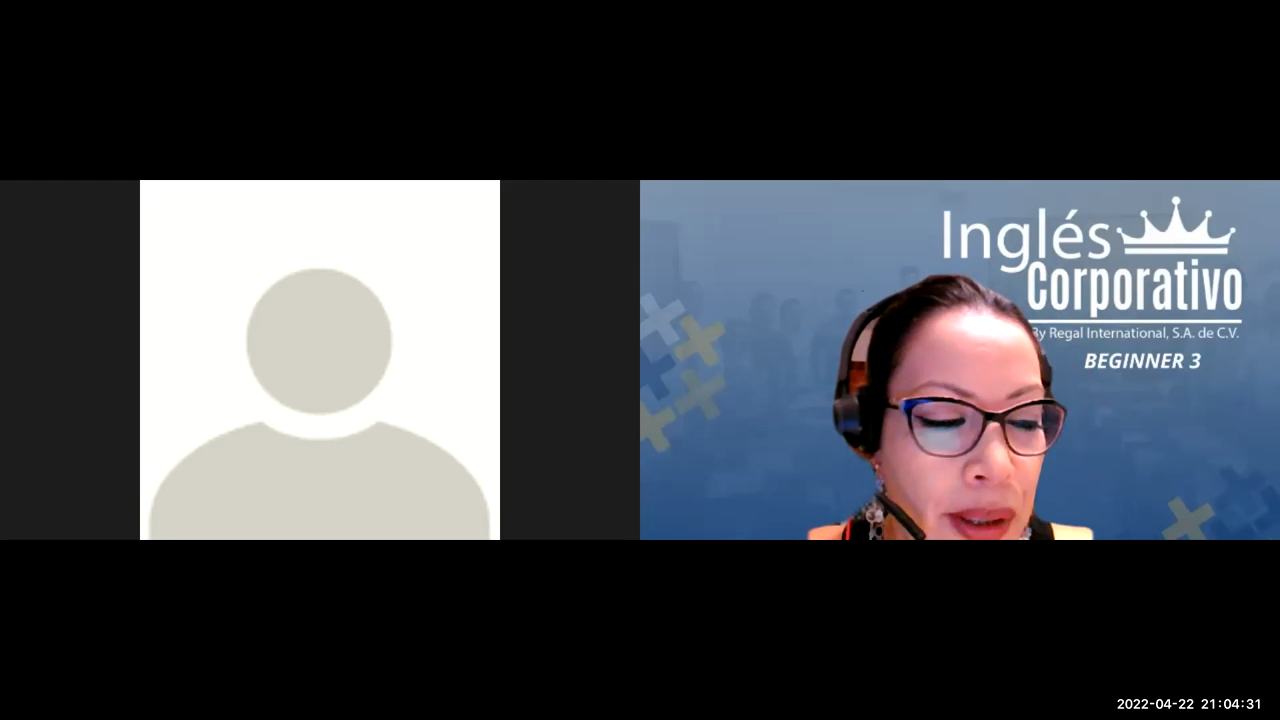 Inglés
Corporativo
By Regal International, S.A. de C.V.
BEGINNER 3
2022-04-22 21:04:31